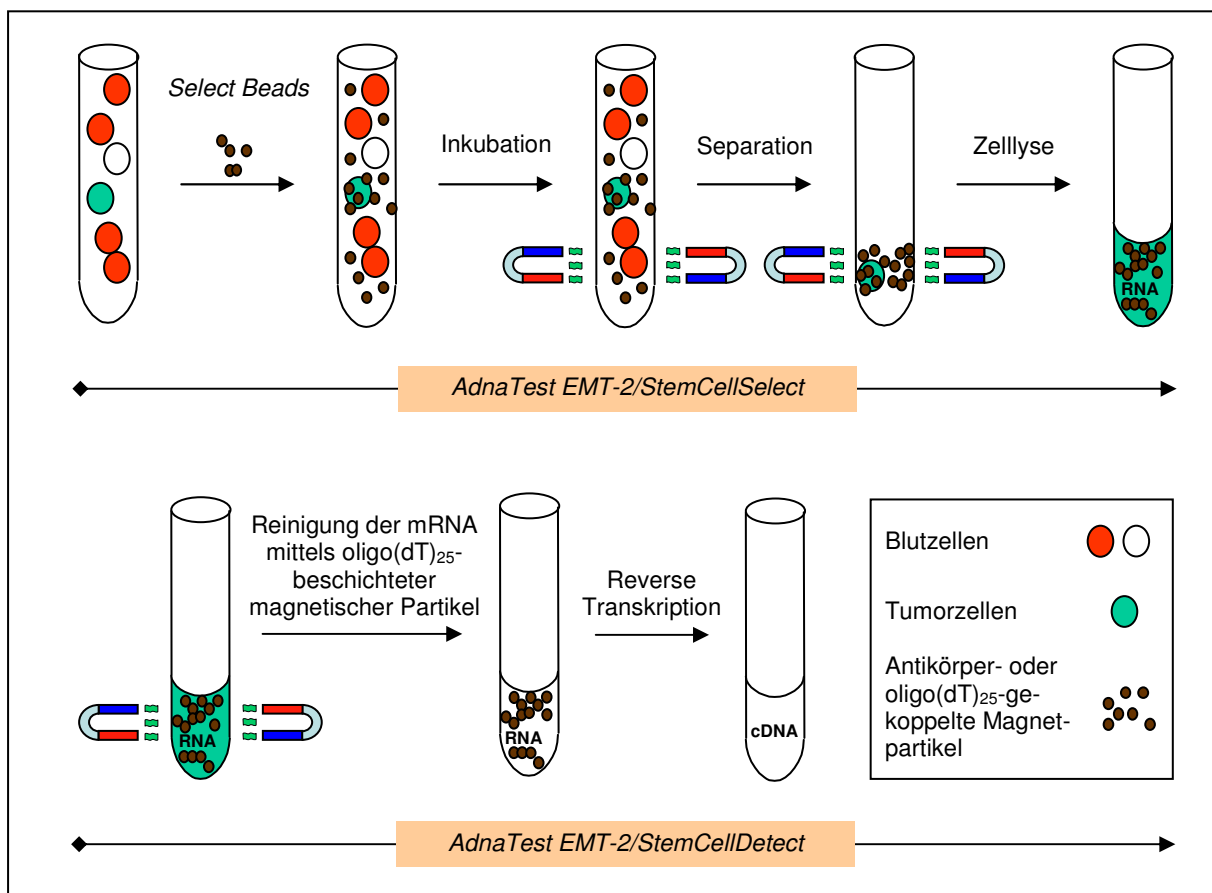 Select Beads
Inkubation
Separation
Zelllyse
RNA
AdnaTest EMT-2/StemCellSelect
Reinigung der mRNA
mittels oligo(dT)₂₅-
beschichteter
magnetischer Partikel
Reverse
Transkription
RNA
RNA
cDNA
Blutzellen
Tumorzellen
Antikörper- oder
oligo(dT)₂₅-ge-
koppelte Magnet-
partikel
AdnaTest EMT-2/StemCellDetect